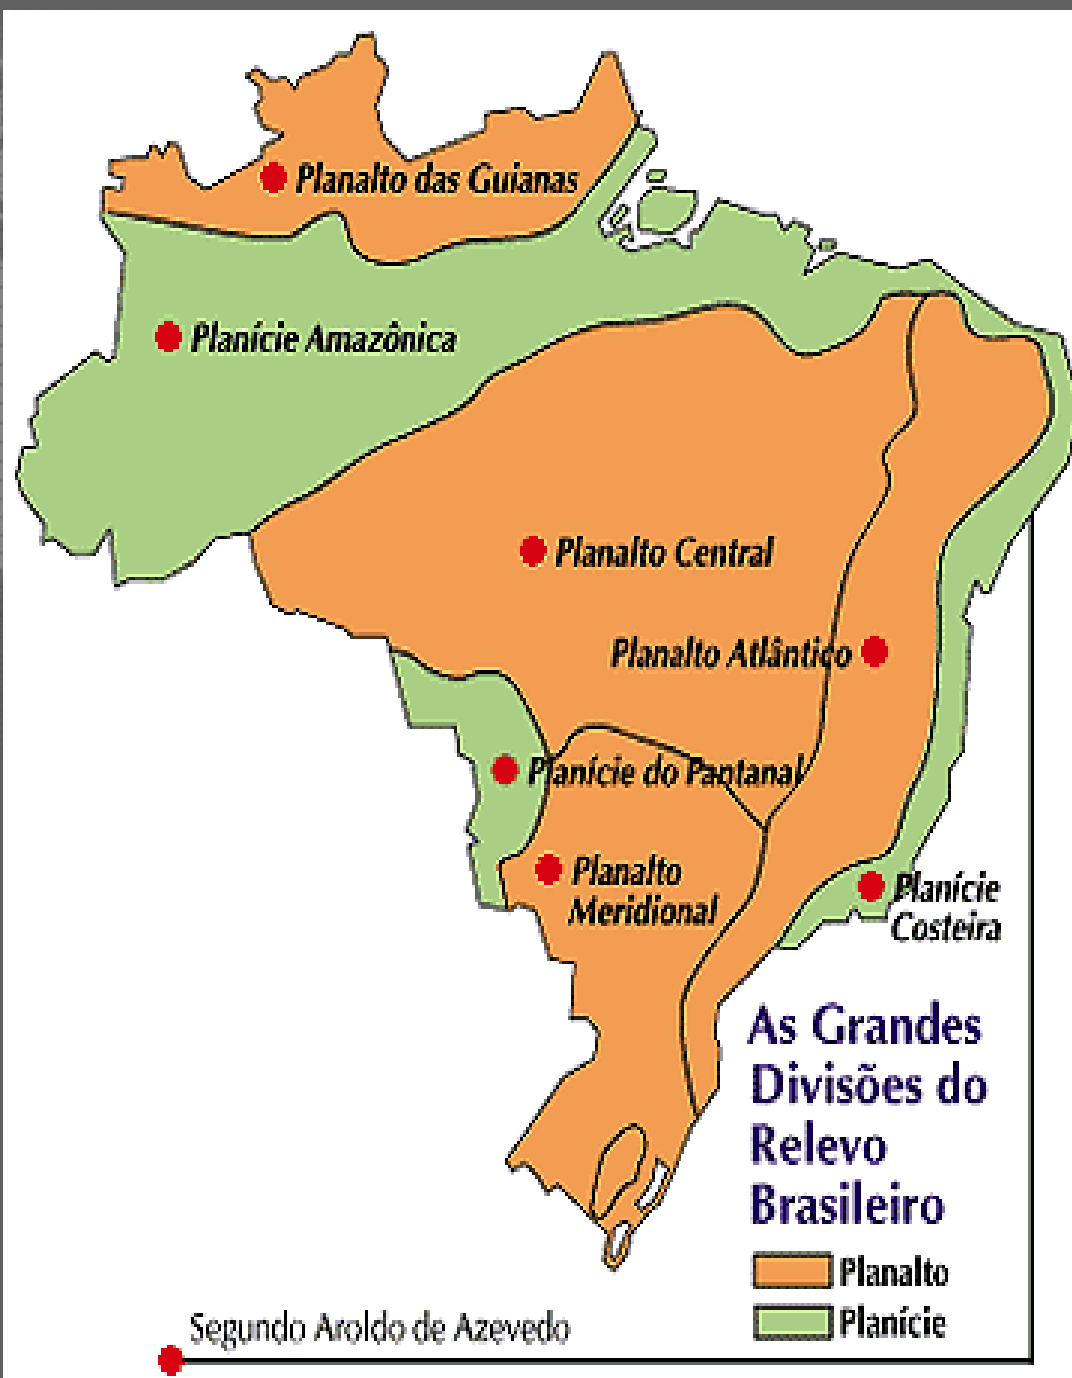 Planalto das Guianas
Planície Amazônica
Planalto Central
Planalto Atlântico
Planície do Pantanal
Planalto
Meridional
Planície
Costeira
As Grandes
Divisões do
Relevo
Brasileiro
Planalto
Planície
Segundo Aroldo de Azevedo